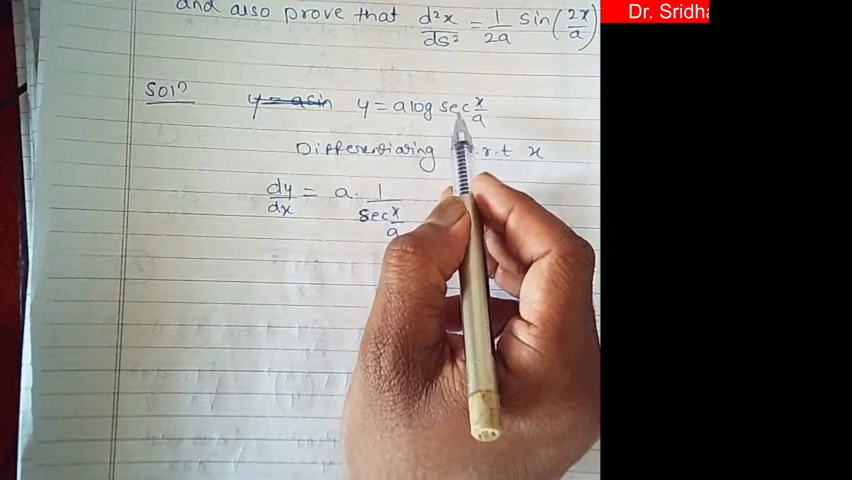 and also prove that d²x/ds² = 1/2a sin(2x/a)
Dr. Sridha
Solⁿ y = a sin y = a log sec x/a
Differentiating w.r.t x
dy/dx = a. 1/sec x/a